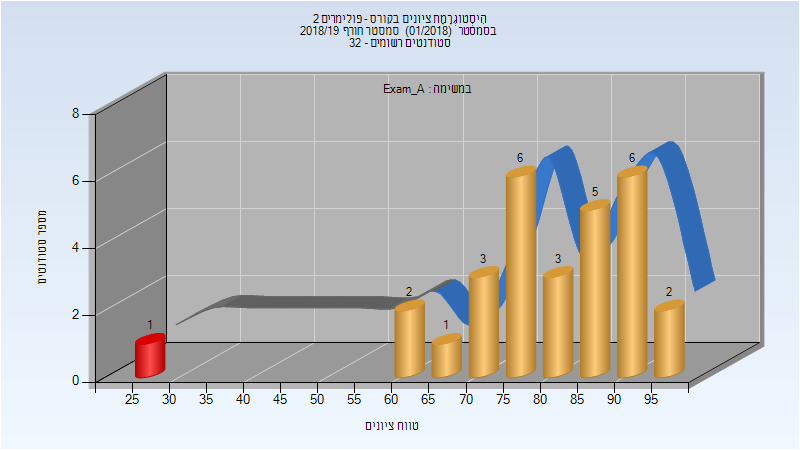 היסטוגרמת ציונים בקורס - פולימרים 2
בסמסטר (01/2018) סמסטר חורף 2018/19
סטודנטים רשומים - 32
במשימה : Exam_A
מספר סטודנטים
8
6
4
2
0
1
2
1
3
6
3
5
6
2
25 30 35 40 45 50 55 60 65 70 75 80 85 90 95
טווח ציונים